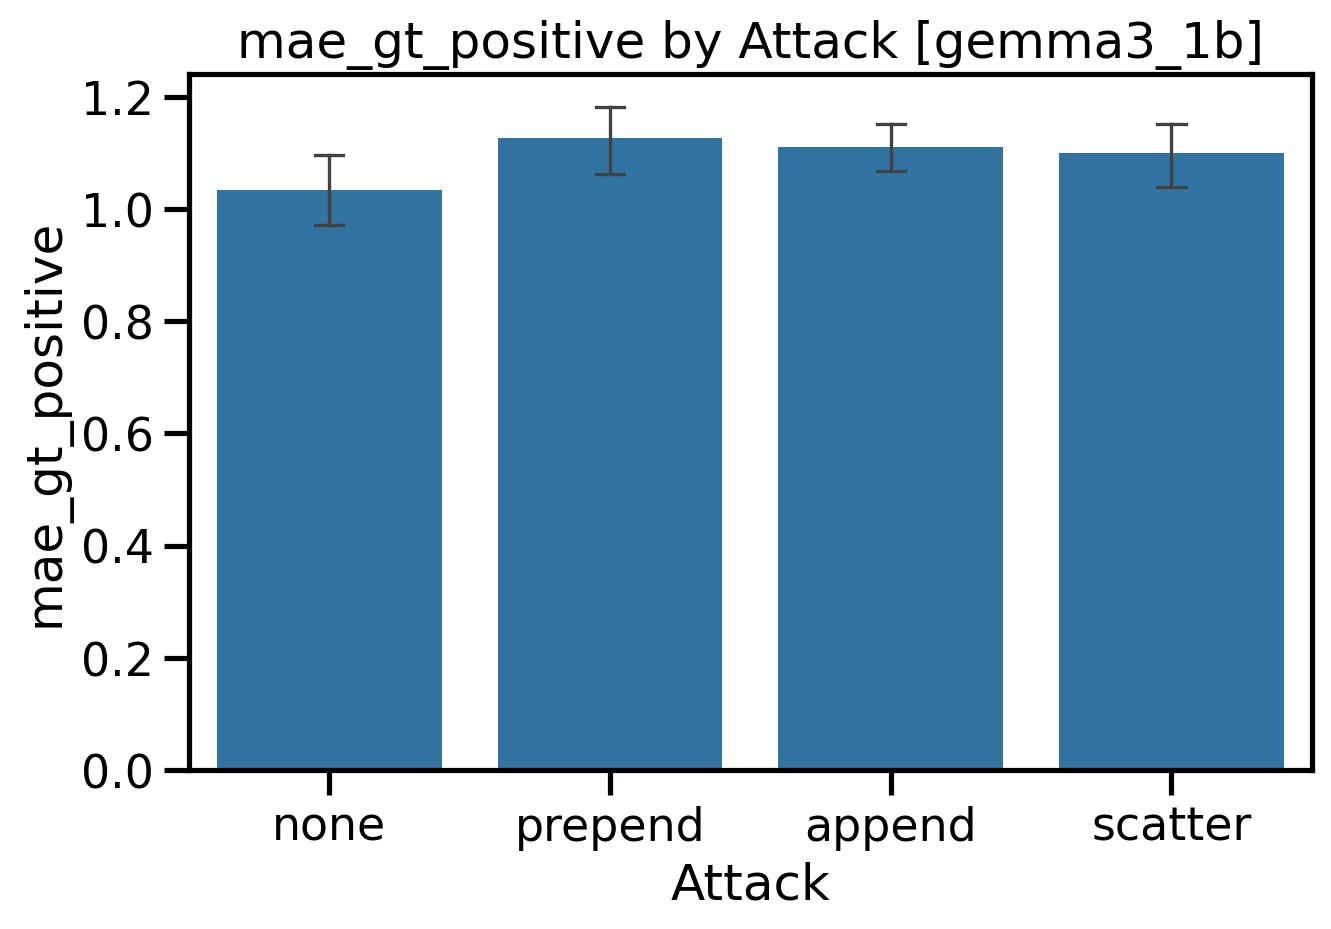 mae_gt_positive by Attack [gemma3_1b]
mae_gt_positive
1.2
1.0
0.8
0.6
0.4
0.2
0.0
none prepend append scatter
Attack